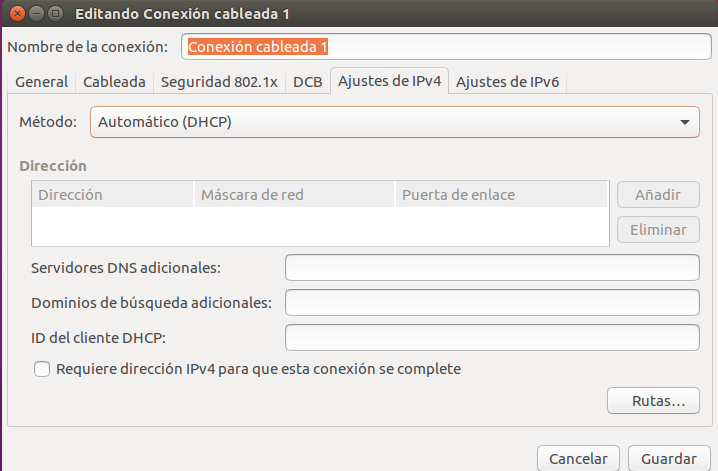 Editando Conexión cableada 1
Nombre de la conexión: Conexión cableada 1
General Cableada Seguridad 802.1x DCB Ajustes de IPv4 Ajustes de IPv6
Método: Automático (DHCP)
Dirección
Dirección Máscara de red Puerta de enlace Añadir
Eliminar
Servidores DNS adicionales:
Dominios de búsqueda adicionales:
ID del cliente DHCP:
Requiere dirección IPv4 para que esta conexión se complete
Rutas...
Cancelar Guardar